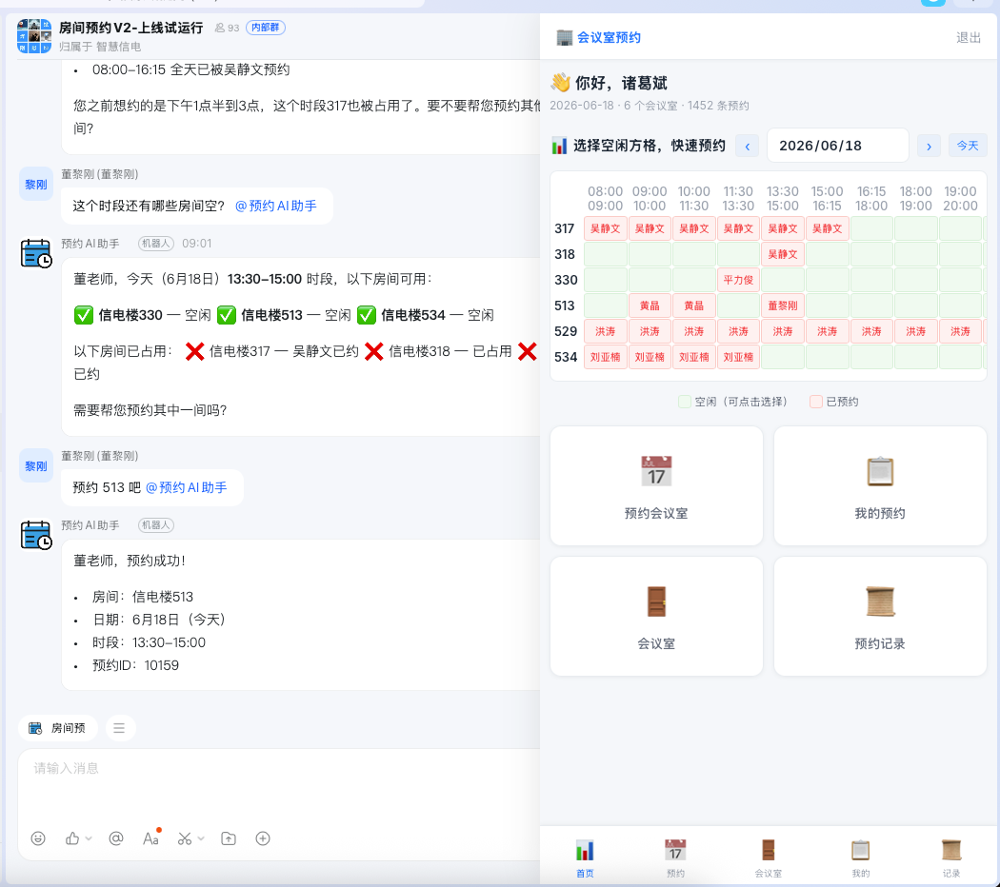 房间预约V2-上线试运行 93 内部群
归属于 智慧信电
• 08:00–16:15 全天已被吴静文预约
您之前想约的是下午1点半到3点，这个时段317也被占用了。要不要帮您预约其
间？
黎刚
董黎刚(董黎刚)
这个时段还有哪些房间空？ @预约AI助手
预约AI助手 机器人 09:01
董老师，今天（6月18日）13:30–15:00 时段，以下房间可用：
✅ 信电楼330 — 空闲 ✅ 信电楼513 — 空闲 ✅ 信电楼534 — 空闲
以下房间已占用： ❌ 信电楼317 — 吴静文已约 ❌ 信电楼318 — 已占用 ❌
已约
需要帮您预约其中一间吗？
黎刚
董黎刚(董黎刚)
预约 513 吧 @预约AI助手
预约AI助手 机器人
董老师，预约成功！
• 房间：信电楼513
• 日期：6月18日（今天）
• 时段：13:30–15:00
• 预约ID：10159
房间预
请输入消息
Aa
会议室预约 退出
👋 你好，诸葛斌
2026-06-18 · 6 个会议室 · 1452 条预约
选择空闲方格，快速预约 ‹ 2026/06/18 › 今天
08:00 09:00 10:00 11:30 13:30 15:00 16:15 18:00 19:00
09:00 10:00 11:30 13:30 15:00 16:15 18:00 19:00 20:00
317 吴静文 吴静文 吴静文 吴静文 吴静文 吴静文
318 吴静文
330 平力俊
513 黄晶 黄晶 董黎刚
529 洪涛 洪涛 洪涛 洪涛 洪涛 洪涛 洪涛 洪涛 洪涛
534 刘亚楠 刘亚楠 刘亚楠 刘亚楠
空闲（可点击选择） 已预约
17
预约会议室 我的预约
会议室 预约记录
17
首页 预约 会议室 我的 记录